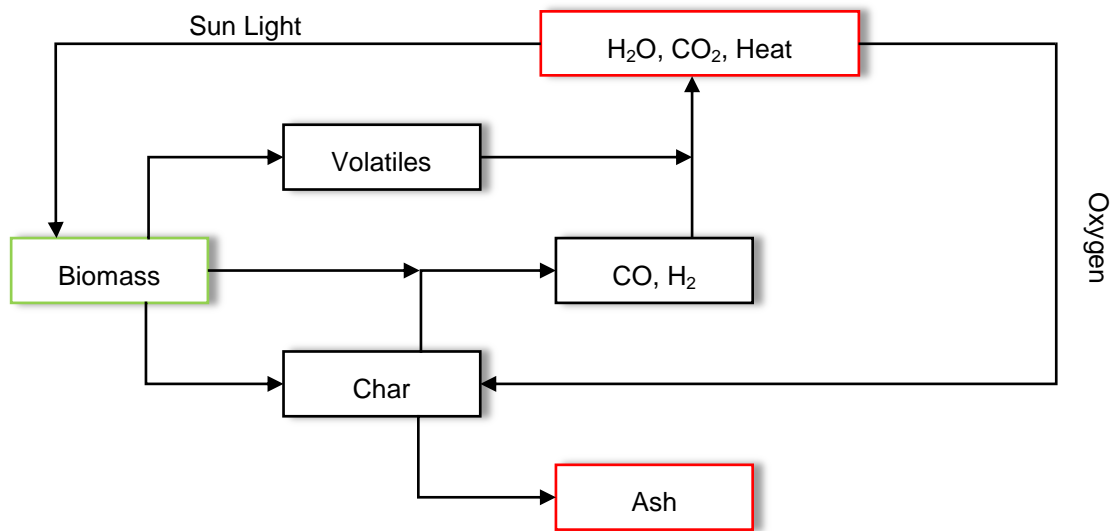 Sun Light
H₂O, CO₂, Heat
Volatiles
Oxygen
Biomass
CO, H₂
Char
Ash